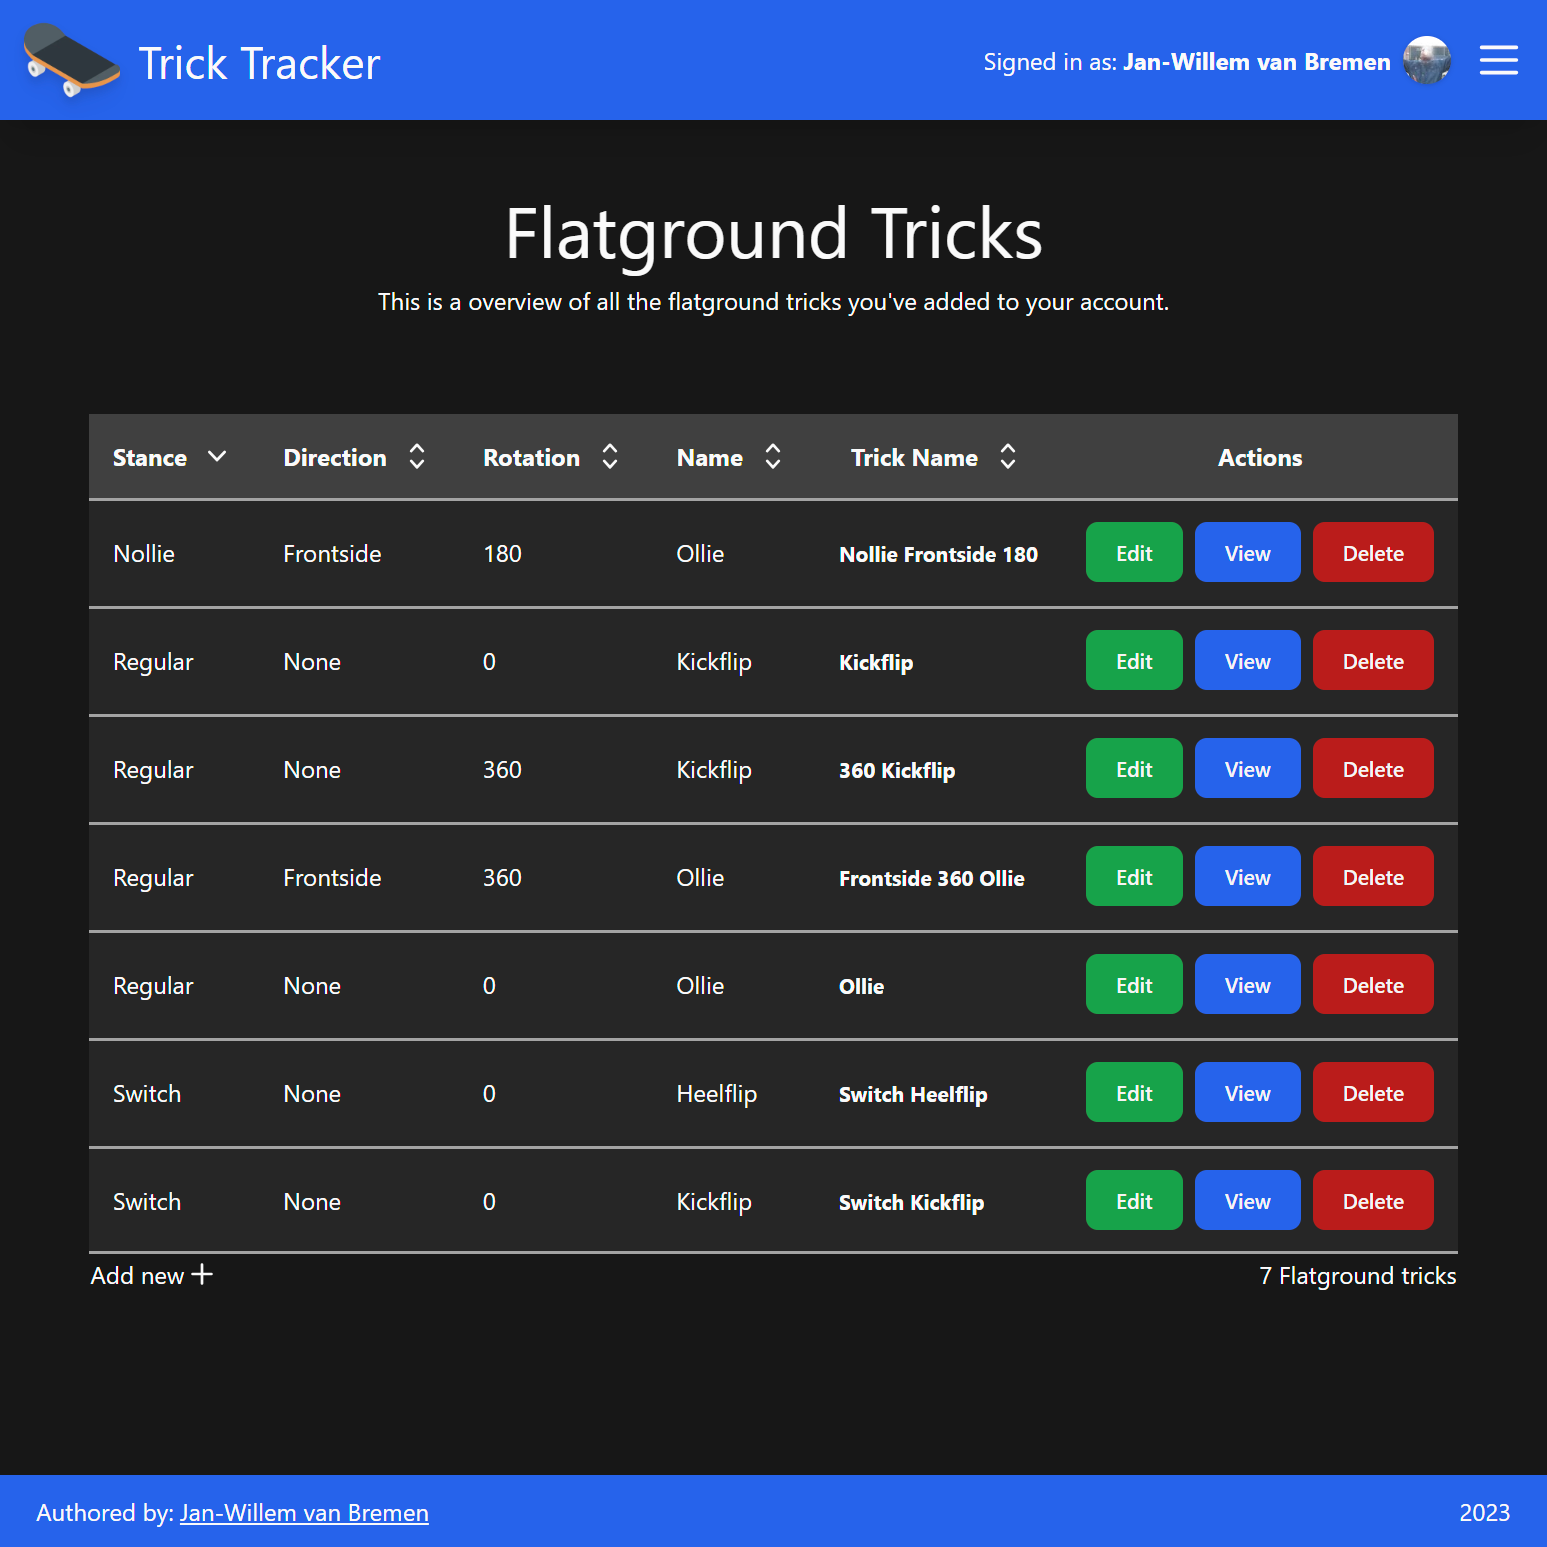 Trick Tracker
Signed in as: Jan-Willem van Bremen
Flatground Tricks
This is a overview of all the flatground tricks you've added to your account.
Stance Direction Rotation Name Trick Name Actions
Nollie Frontside 180 Ollie Nollie Frontside 180 Edit View Delete
Regular None 0 Kickflip Kickflip Edit View Delete
Regular None 360 Kickflip 360 Kickflip Edit View Delete
Regular Frontside 360 Ollie Frontside 360 Ollie Edit View Delete
Regular None 0 Ollie Ollie Edit View Delete
Switch None 0 Heelflip Switch Heelflip Edit View Delete
Switch None 0 Kickflip Switch Kickflip Edit View Delete
Add new 7 Flatground tricks
Authored by: Jan-Willem van Bremen 2023